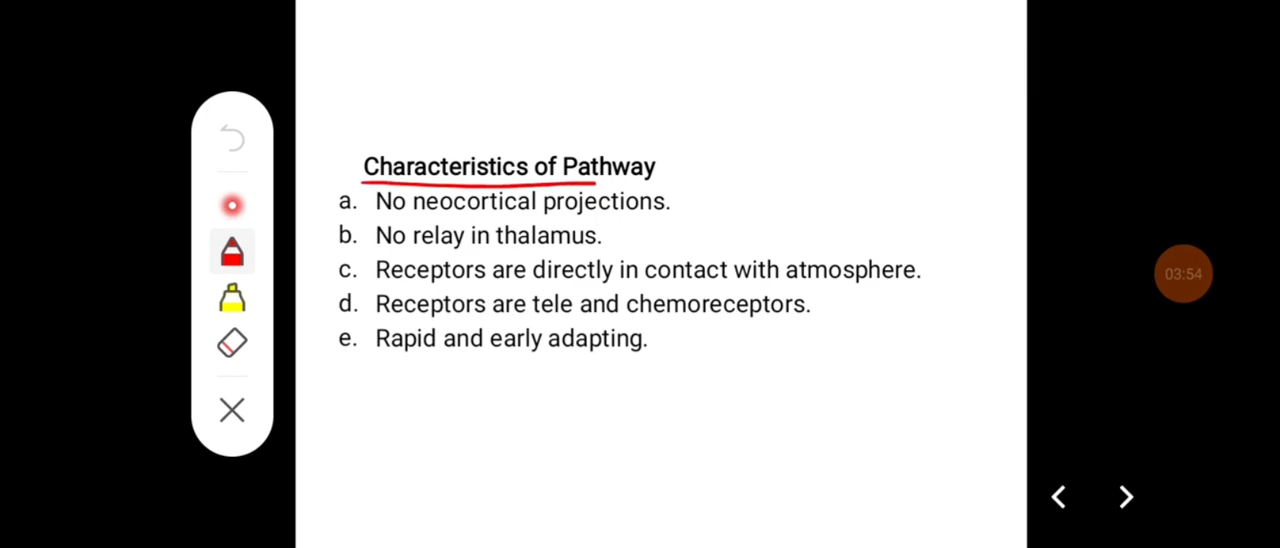 Characteristics of Pathway
a. No neocortical projections.
b. No relay in thalamus.
c. Receptors are directly in contact with atmosphere.
d. Receptors are tele and chemoreceptors.
e. Rapid and early adapting.
03:54